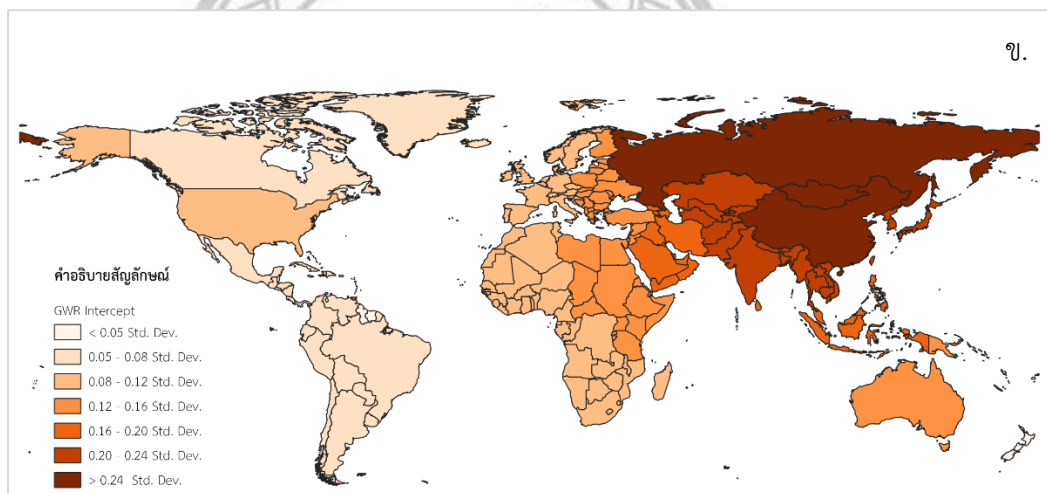 ข.
คำอธิบายสัญลักษณ์
GWR Intercept
< 0.05 Std. Dev.
0.05 - 0.08 Std. Dev.
0.08 - 0.12 Std. Dev.
0.12 - 0.16 Std. Dev.
0.16 - 0.20 Std. Dev.
0.20 - 0.24 Std. Dev.
> 0.24 Std. Dev.